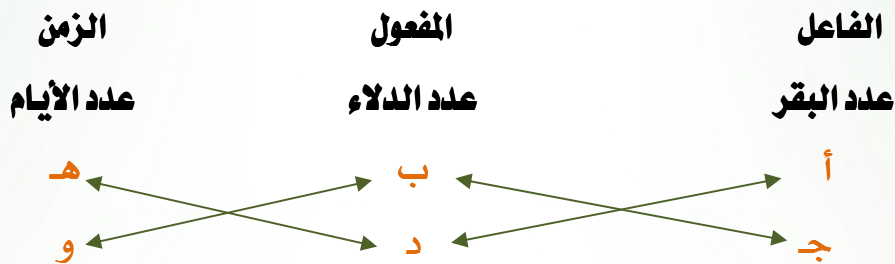 الفاعل المفعول الزمن
عدد البقر عدد الدلاء عدد الأيام
أ ب هـ
جـ د و